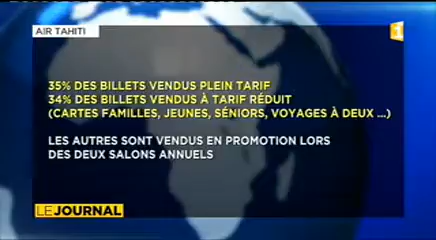 AIR TAHITI
1
35% DES BILLETS VENDUS PLEIN TARIF
34% DES BILLETS VENDUS À TARIF RÉDUIT
(CARTES FAMILLES, JEUNES, SÉNIORS, VOYAGES À DEUX ...)
LES AUTRES SONT VENDUS EN PROMOTION LORS
DES DEUX SALONS ANNUELS
LE JOURNAL